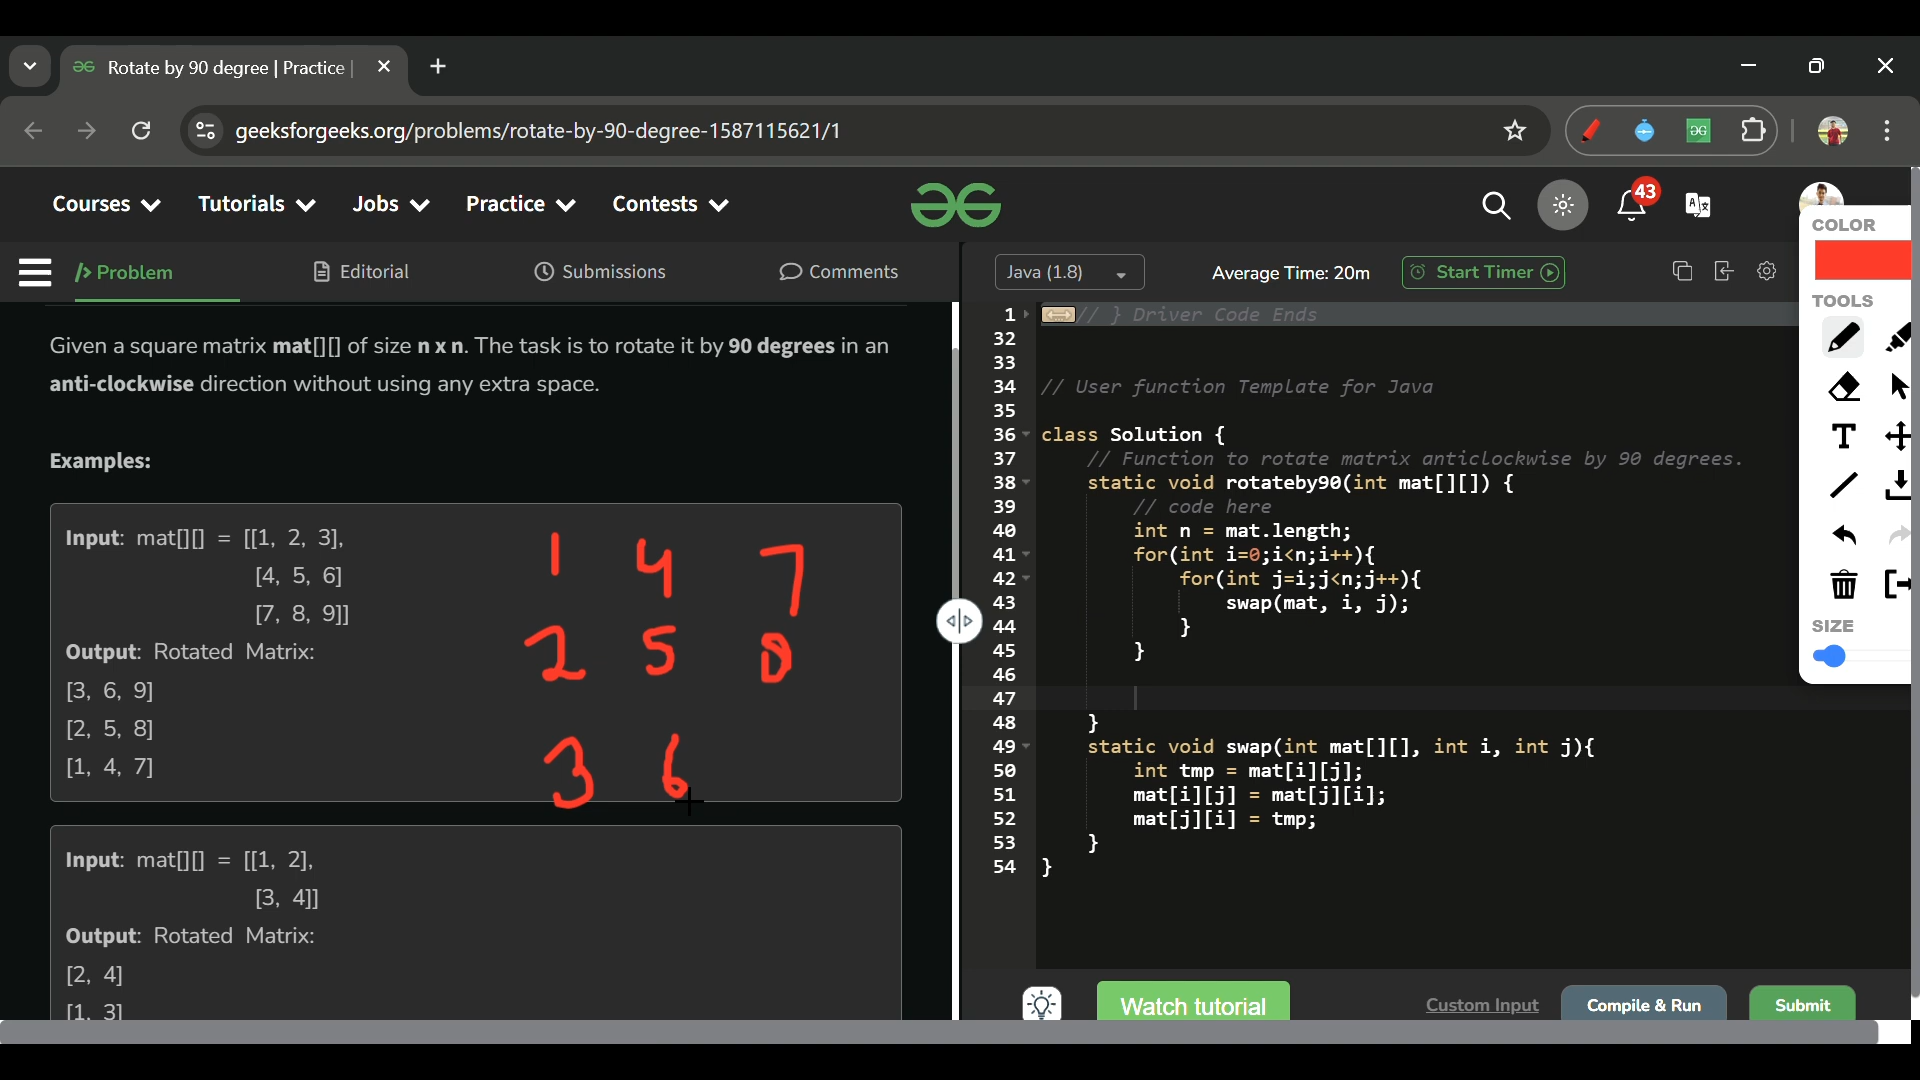 Rotate by 90 degree | Practice |
geeksforgeeks.org/problems/rotate-by-90-degree-1587115621/1
Courses Tutorials Jobs Practice Contests
43
Problem Editorial Submissions Comments
Java (1.8) Average Time: 20m Start Timer
Given a square matrix mat[][] of size n x n. The task is to rotate it by 90 degrees in an
anti-clockwise direction without using any extra space.
Examples:
Input: mat[][] = [[1, 2, 3],
[4, 5, 6]
[7, 8, 9]]
Output: Rotated Matrix:
[3, 6, 9]
[2, 5, 8]
[1, 4, 7]
1 4 7
2 5 8
3 6
Input: mat[][] = [[1, 2],
[3, 4]]
Output: Rotated Matrix:
[2, 4]
[1, 3]
1 // } Driver Code Ends
32
33
34 // User function Template for Java
35
36 class Solution {
37 // Function to rotate matrix anticlockwise by 90 degrees.
38 static void rotateby90(int mat[][]) {
39 // code here
40 int n = mat.length;
41 for(int i=0;i<n;i++){
42 for(int j=i;j<n;j++){
43 swap(mat, i, j);
44 }
45 }
46
47
48 }
49 static void swap(int mat[][], int i, int j){
50 int tmp = mat[i][j];
51 mat[i][j] = mat[j][i];
52 mat[j][i] = tmp;
53 }
54 }
COLOR
TOOLS
T
SIZE
Watch tutorial Custom Input Compile & Run Submit